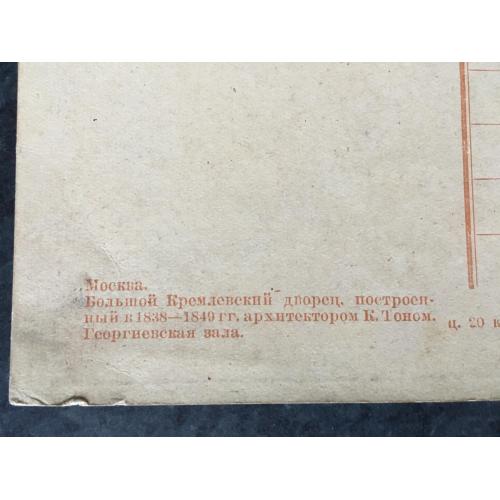 Москва.
Большой Кремлевский дворец, построен-
ный в 1838—1849 гг. архитектором К. Тоном.
Георгиевская зала.
ц. 20 к